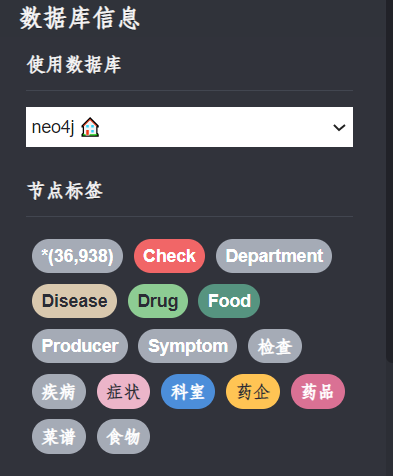 数据库信息
使用数据库
neo4j 🏠
节点标签
*(36,938) Check Department
Disease Drug Food
Producer Symptom 检查
疾病 症状 科室 药企 药品
菜谱 食物